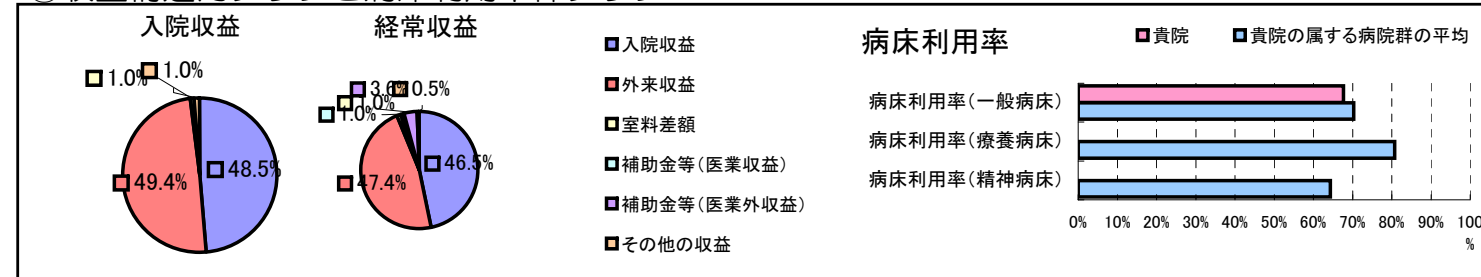 入院収益
1.0%
1.0%
49.4%
48.5%
経常収益
3.6%
0.5%
1.0%
1.0%
47.4%
46.5%
入院収益
外来収益
室料差額
補助金等(医業収益)
補助金等(医業外収益)
その他の収益
病床利用率
貴院
貴院の属する病院群の平均
病床利用率(一般病床)
病床利用率(療養病床)
病床利用率(精神病床)
0% 10% 20% 30% 40% 50% 60% 70% 80% 90% 100
%